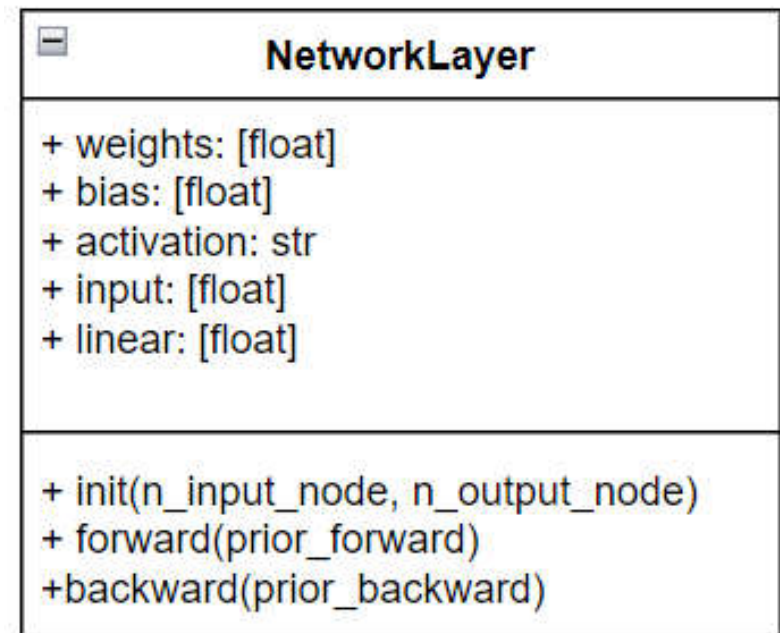 NetworkLayer
+ weights: [float]
+ bias: [float]
+ activation: str
+ input: [float]
+ linear: [float]
+ init(n_input_node, n_output_node)
+ forward(prior_forward)
+backward(prior_backward)